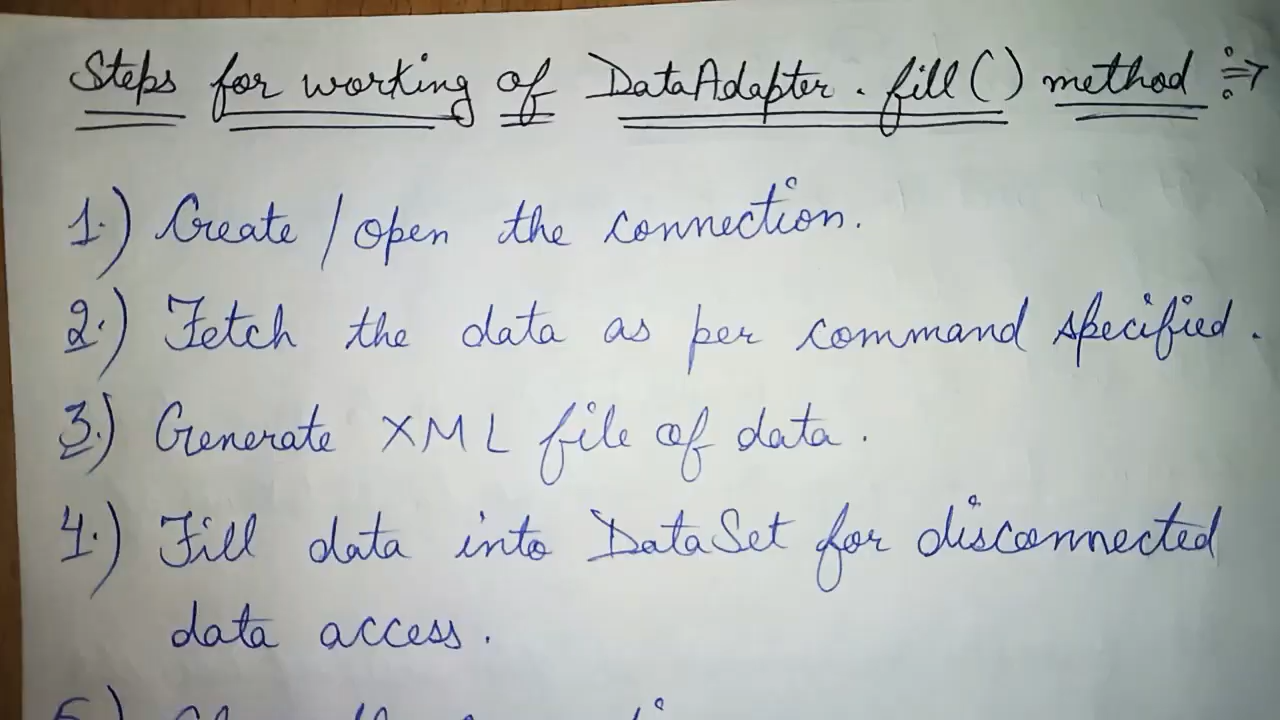 Steps for working of DataAdapter.fill() method :⇒
1.) Create / open the connection.
2.) Fetch the data as per command specified.
3.) Generate XML file of data.
4.) Fill data into DataSet for disconnected
data access.
5.)